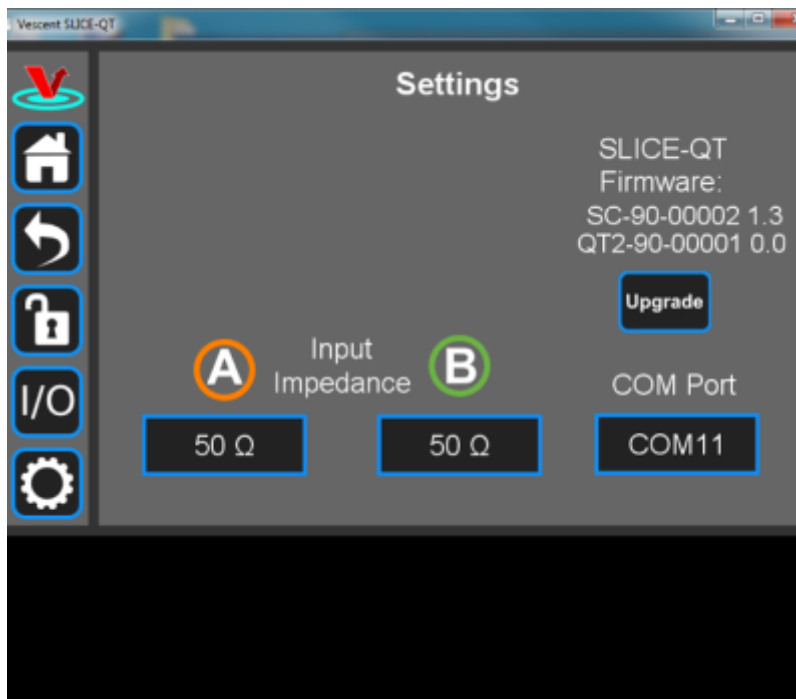 Vescent SLICE-QT
Settings
SLICE-QT
Firmware:
SC-90-00002 1.3
QT2-90-00001 0.0
Upgrade
A
Input
Impedance
B
COM Port
I/O
50 Ω
50 Ω
COM11